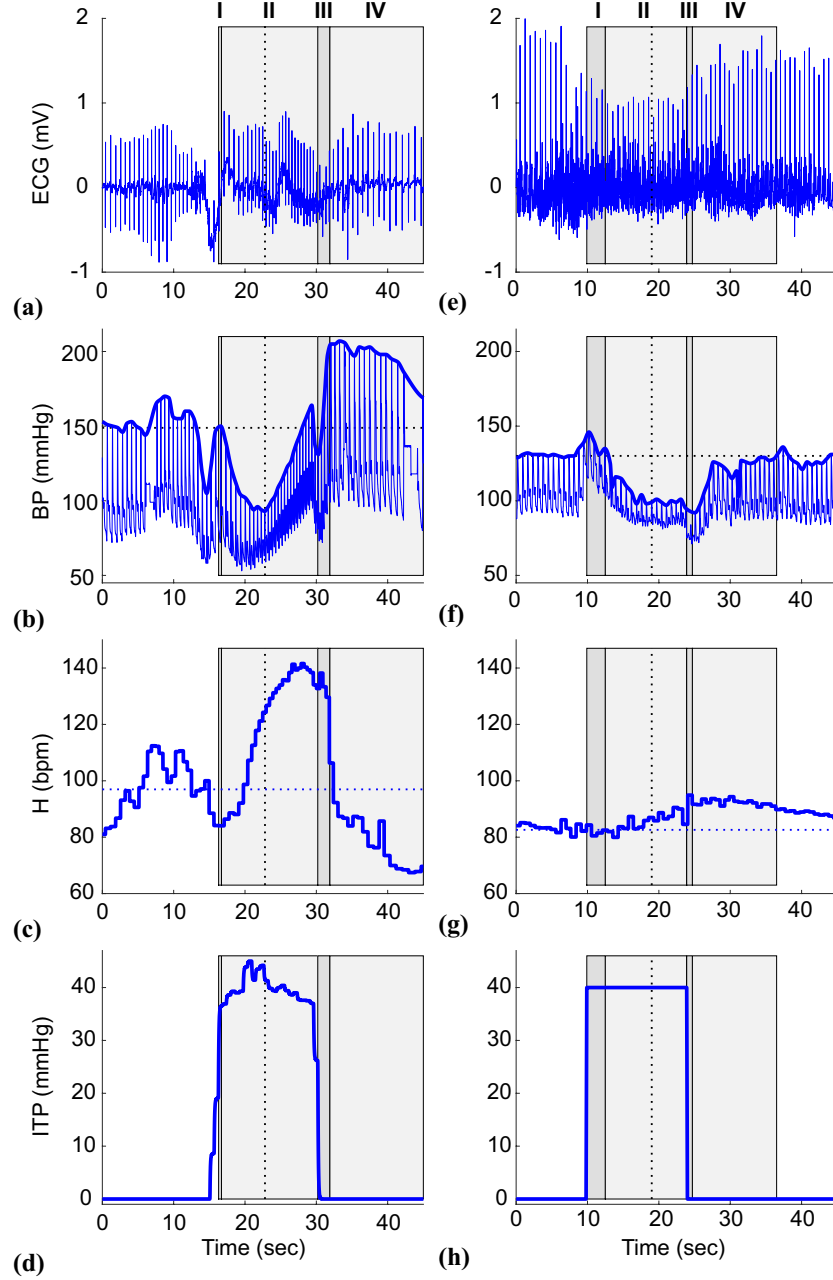 I II III IV I II III IV
2
1
0
-1
ECG (mV)
0 10 20 30 40
(a)
2
1
0
-1
0 10 20 30 40
(e)
200
150
100
50
BP (mmHg)
0 10 20 30 40
(b)
200
150
100
50
0 10 20 30 40
(f)
140
120
100
80
60
H (bpm)
0 10 20 30 40
(c)
140
120
100
80
60
0 10 20 30 40
(g)
40
30
20
10
0
ITP (mmHg)
0 10 20 30 40
Time (sec)
(d)
40
30
20
10
0
0 10 20 30 40
Time (sec)
(h)